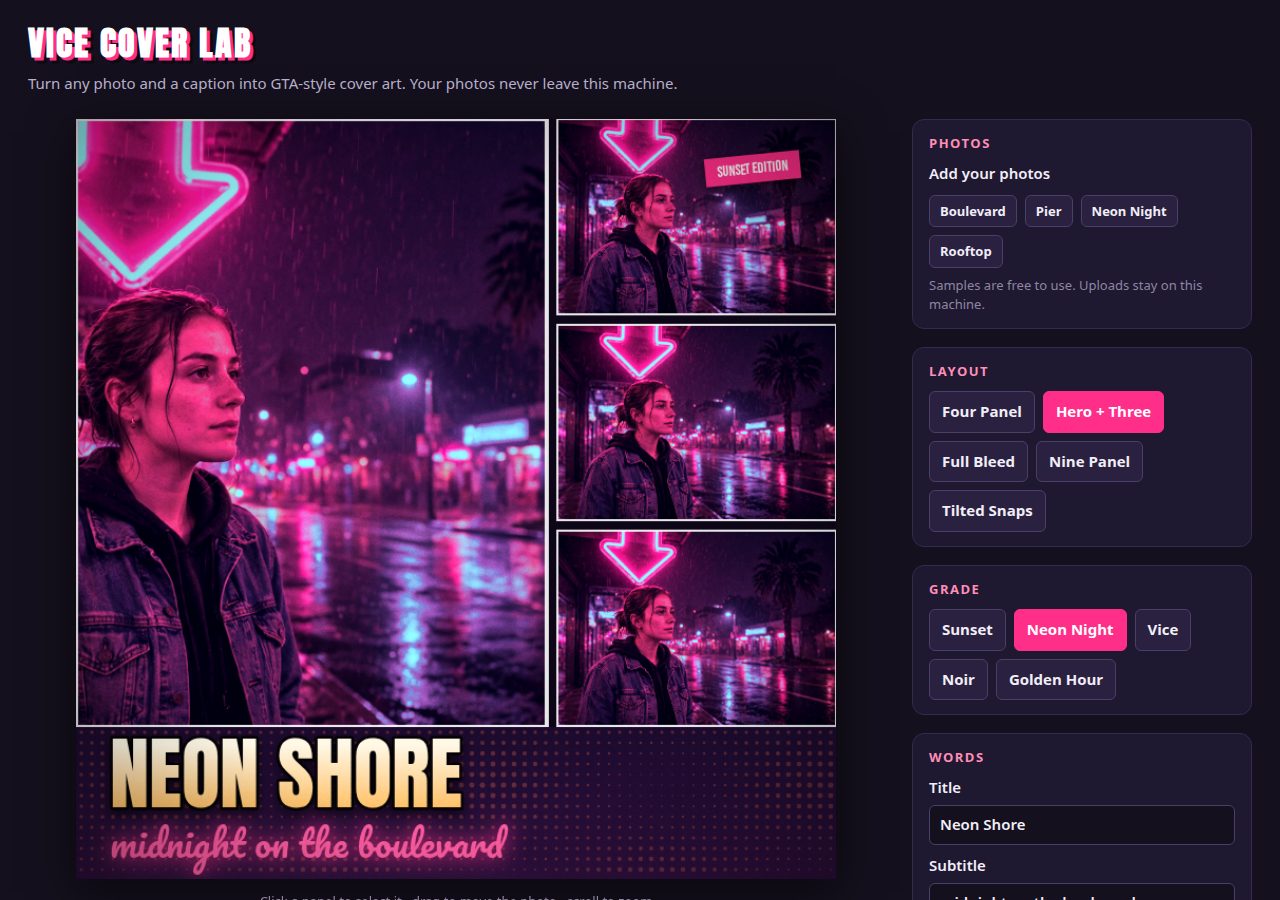 VICE COVER LAB
Turn any photo and a caption into GTA-style cover art. Your photos never leave this machine.
SUNSET EDITION
NEON SHORE
midnight on the boulevard
PHOTOS
Add your photos
Boulevard Pier Neon Night
Rooftop
Samples are free to use. Uploads stay on this
machine.
LAYOUT
Four Panel Hero + Three
Full Bleed Nine Panel
Tilted Snaps
GRADE
Sunset Neon Night Vice
Noir Golden Hour
WORDS
Title
Neon Shore
Subtitle